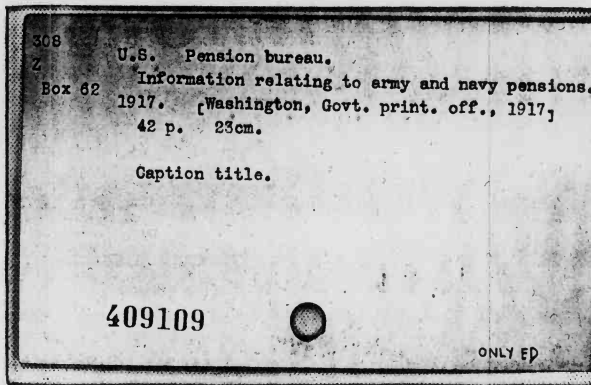 308
Z
Box 62
U.S. Pension bureau.
Information relating to army and navy pensions.
1917. [Washington, Govt. print. off., 1917]
42 p. 23cm.
Caption title.
409109
ONLY ED